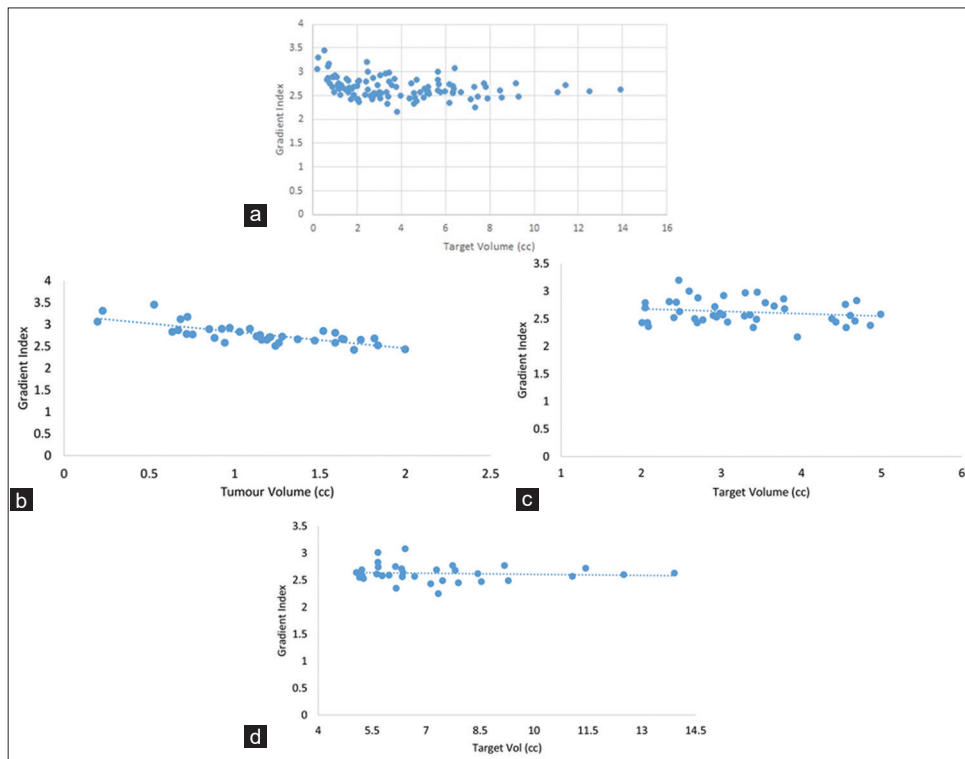 4
3.5
3
2.5
2
1.5
1
0.5
0
Gradient Index
0 2 4 6 8 10 12 14 16
Target Volume (cc)
a
4
3.5
3
2.5
2
1.5
1
0.5
0
Gradient Index
0 0.5 1 1.5 2 2.5
Tumour Volume (cc)
b
3.5
3
2.5
2
1.5
1
0.5
0
Gradient Index
1 2 3 4 5 6
Target Volume (cc)
c
3.5
3
2.5
2
1.5
1
0.5
0
Gradient Index
4 5.5 7 8.5 10 11.5 13 14.5
Target Vol (cc)
d